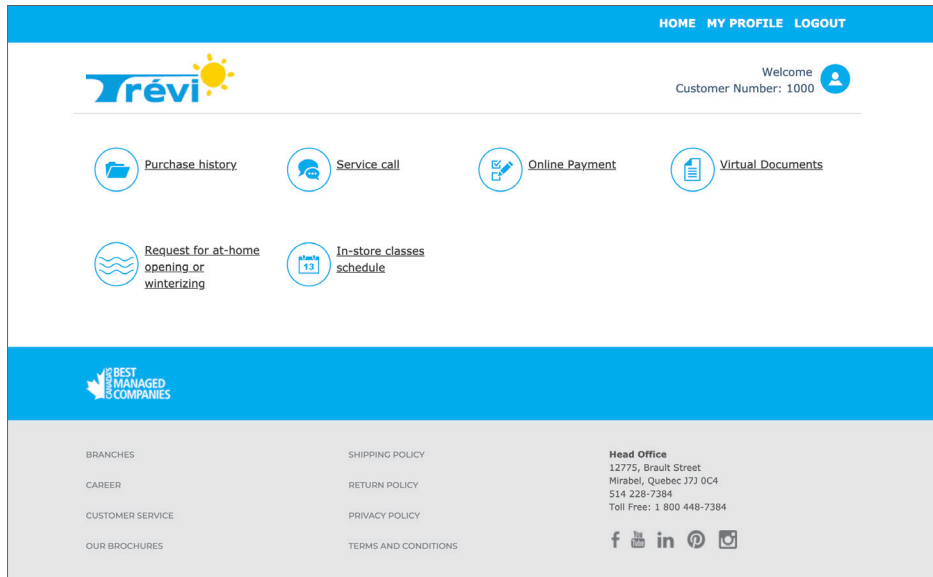 HOME MY PROFILE LOGOUT
Trévi
Welcome
Customer Number: 1000
Purchase history
Service call
Online Payment
Virtual Documents
Request for at-home
opening or
winterizing
13
In-store classes
schedule
CANADA'S
BEST
MANAGED
COMPANIES
BRANCHES
CAREER
CUSTOMER SERVICE
OUR BROCHURES
SHIPPING POLICY
RETURN POLICY
PRIVACY POLICY
TERMS AND CONDITIONS
Head Office
12775, Brault Street
Mirabel, Quebec J7J 0C4
514 228-7384
Toll Free: 1 800 448-7384
f You Tube in